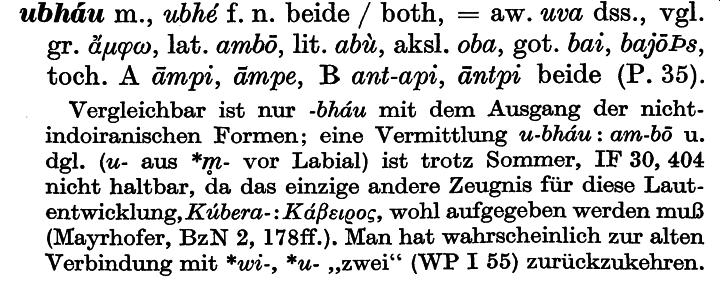 ubháu m., ubhé f. n. beide / both, = aw. uva dss., vgl.
gr. ἄμφω, lat. ambō, lit. abù, aksl. oba, got. bai, bajōþs,
toch. A āmpi, āmpe, B ant-api, āntpi beide (P. 35).
Vergleichbar ist nur -bháu mit dem Ausgang der nicht-
indoiranischen Formen; eine Vermittlung u-bháu : am-bō u.
dgl. (u- aus *m̥- vor Labial) ist trotz Sommer, IF 30, 404
nicht haltbar, da das einzige andere Zeugnis für diese Laut-
entwicklung, Kúbera- : Κάβειρος, wohl aufgegeben werden muß
(Mayrhofer, BzN 2, 178ff.). Man hat wahrscheinlich zur alten
Verbindung mit *wi-, *u- „zwei“ (WP I 55) zurückzukehren.